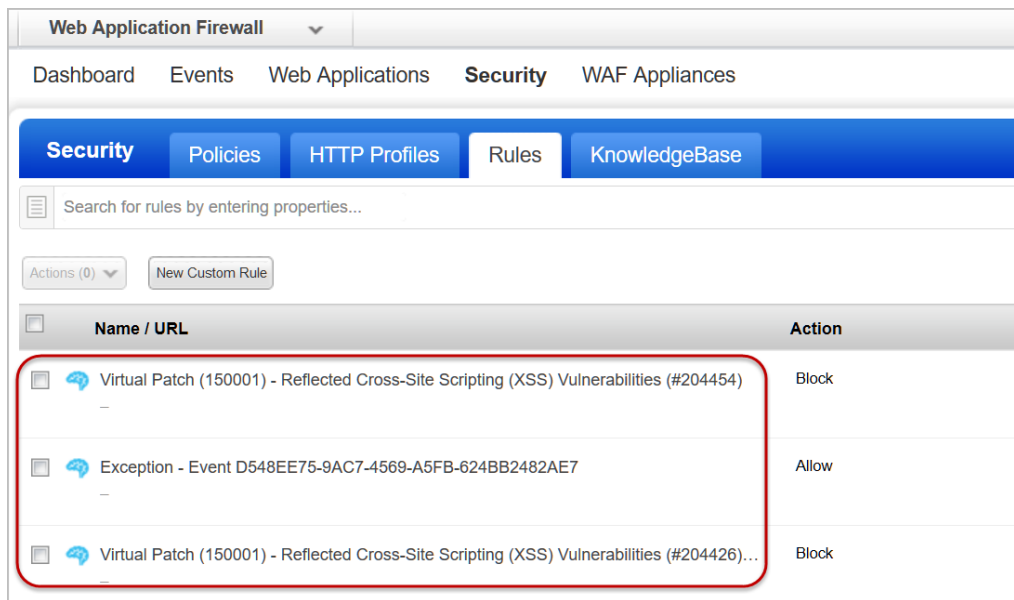 Web Application Firewall
Dashboard Events Web Applications Security WAF Appliances
Security Policies HTTP Profiles Rules KnowledgeBase
Search for rules by entering properties...
Actions (0) New Custom Rule
Name / URL Action
Virtual Patch (150001) - Reflected Cross-Site Scripting (XSS) Vulnerabilities (#204454) Block
–
Exception - Event D548EE75-9AC7-4569-A5FB-624BB2482AE7 Allow
–
Virtual Patch (150001) - Reflected Cross-Site Scripting (XSS) Vulnerabilities (#204426)... Block
–